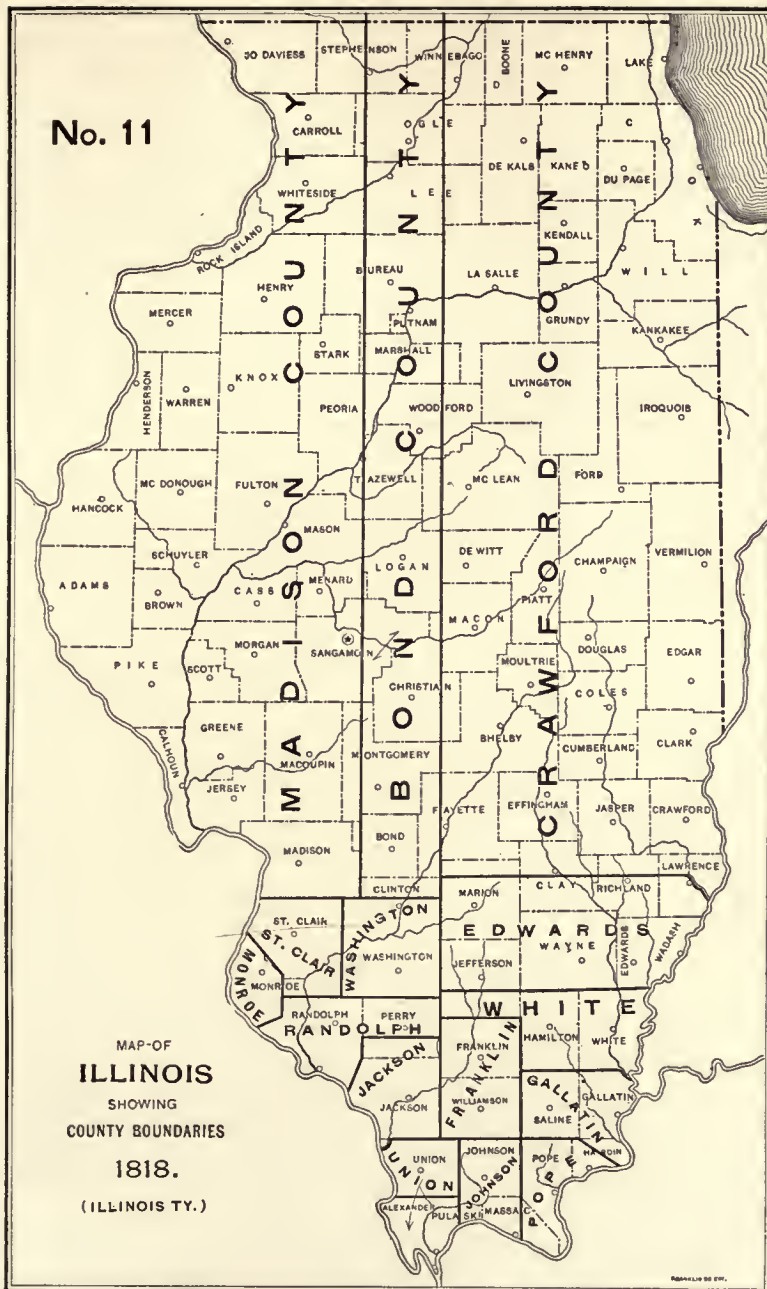 No. 11
JO DAVIESS
STEPHENSON
WINNEBAGO
BOONE
MC HENRY
LAKE
CARROLL
OGLE
DE KALB
KANE
C
K
DU PAGE
WHITESIDE
LEE
KENDALL
ROCK ISLAND
HENRY
BUREAU
LA SALLE
WILL
MERCER
PUTNAM
GRUNDY
KANKAKEE
STARK
MARSHALL
HENDERSON
WARREN
KNOX
PEORIA
WOODFORD
LIVINGSTON
IROQUOIS
HANCOCK
MC DONOUGH
FULTON
TAZEWELL
MC LEAN
FORD
MASON
SCHUYLER
ADAMS
BROWN
CASS
MENARD
LOGAN
DE WITT
CHAMPAIGN
VERMILION
PIATT
MACON
MORGAN
SANGAMON
PIKE
SCOTT
MOULTRIE
DOUGLAS
EDGAR
CHRISTIAN
COLES
GREENE
CALHOUN
MACOUPIN
MONTGOMERY
SHELBY
CUMBERLAND
CLARK
JERSEY
FAYETTE
EFFINGHAM
JASPER
CRAWFORD
MADISON
BOND
CLAY
RICHLAND
LAWRENCE
CLINTON
MARION
ST. CLAIR
WASHINGTON
WAYNE
EDWARDS
WABASH
JEFFERSON
MONROE
RANDOLPH
PERRY
HAMILTON
WHITE
FRANKLIN
JACKSON
WILLIAMSON
SALINE
GALLATIN
UNION
JOHNSON
POPE
HARDIN
ALEXANDER
PULASKI
MASSAC
MADISON COUNTY
BOND COUNTY
CRAWFORD COUNTY
WASHINGTON
ST. CLAIR
MONROE
EDWARDS
WHITE
RANDOLPH
JACKSON
FRANKLIN
GALLATIN
UNION
JOHNSON
POPE
MAP-OF
ILLINOIS
SHOWING
COUNTY BOUNDARIES
1818.
(ILLINOIS TY.)